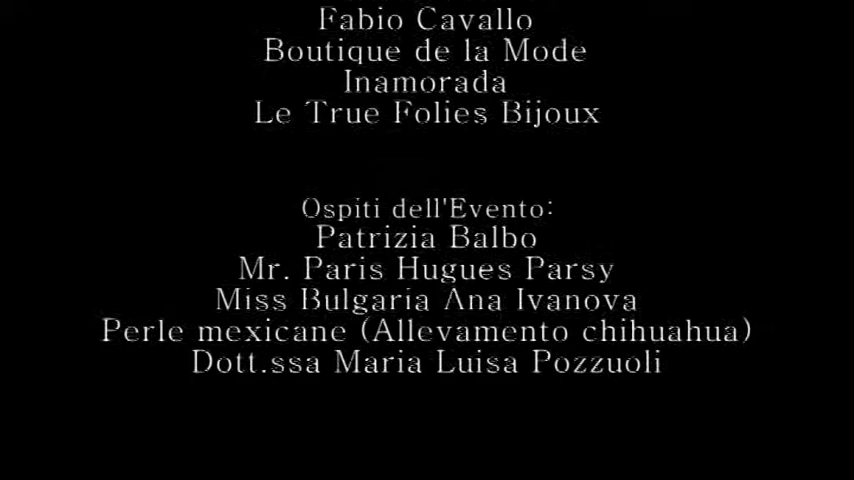 Fabio Cavallo
Boutique de la Mode
Inamorada
Le True Folies Bijoux
Ospiti dell'Evento:
Patrizia Balbo
Mr. Paris Hugues Parsy
Miss Bulgaria Ana Ivanova
Perle mexicane (Allevamento chihuahua)
Dott.ssa Maria Luisa Pozzuoli